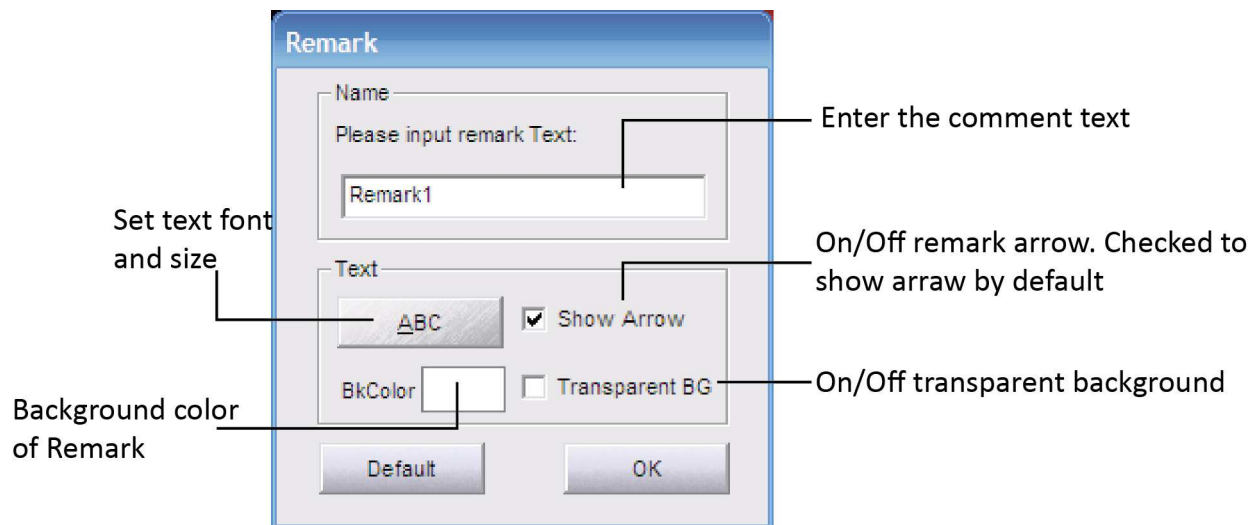 Remark
Name
Please input remark Text:
Enter the comment text
Remark1
Set text font
and size
On/Off remark arrow. Checked to
show arraw by default
Text
ABC
Show Arrow
BkColor
Transparent BG
On/Off transparent background
Background color
of Remark
Default
OK